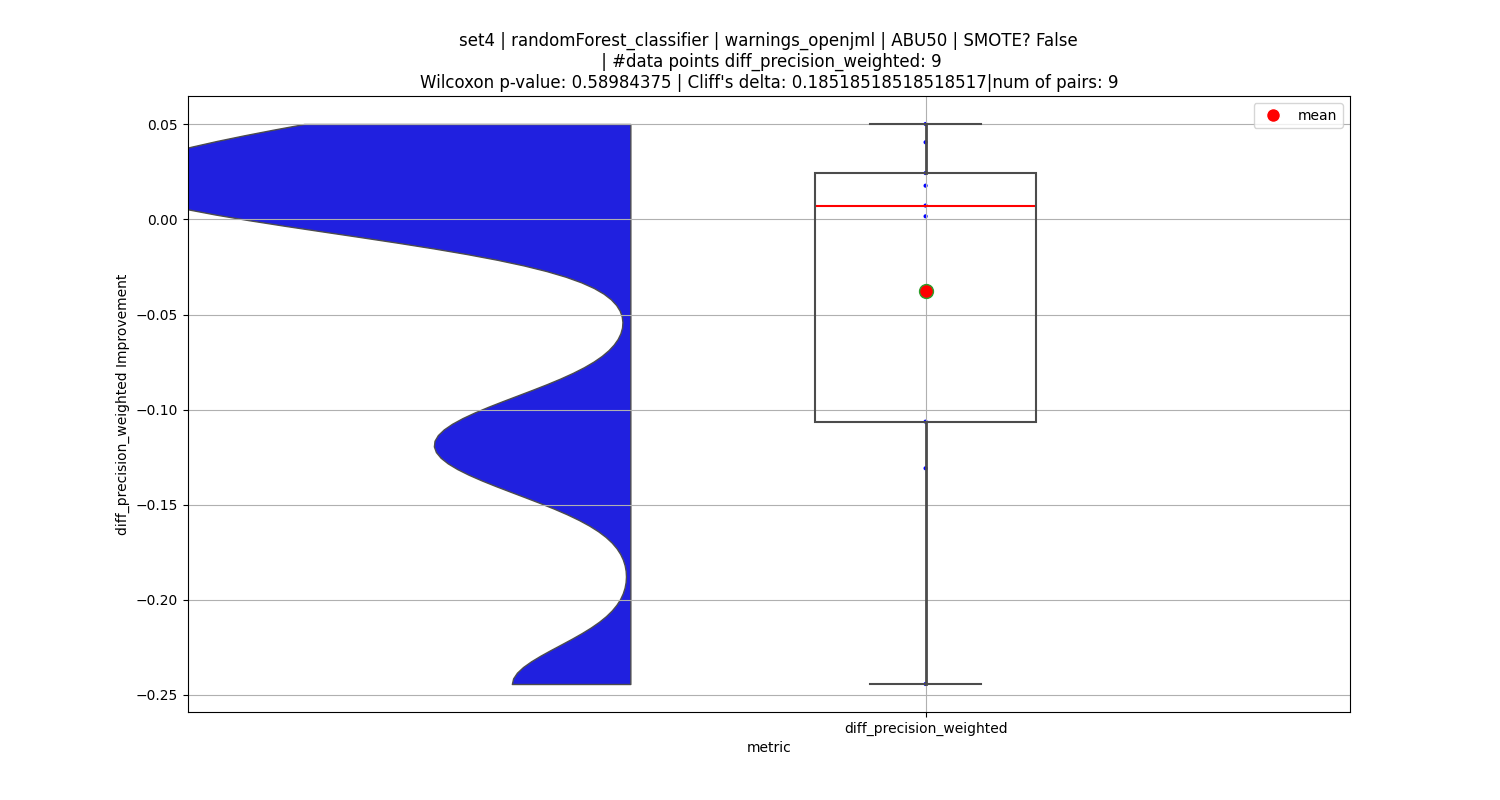 set4 | randomForest_classifier | warnings_openjml | ABU50 | SMOTE? False
| #data points diff_precision_weighted: 9
Wilcoxon p-value: 0.58984375 | Cliff's delta: 0.18518518518518517|num of pairs: 9
mean
0.05
0.00
−0.05
−0.10
−0.15
−0.20
−0.25
diff_precision_weighted Improvement
diff_precision_weighted
metric